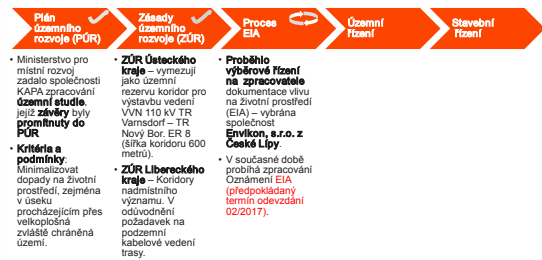 Plán
územního
rozvoje (PÚR)
Zásady
územního
rozvoje (ZÚR)
Proces
EIA
Územní
řízení
Stavební
řízení
• Ministerstvo pro
místní rozvoj
zadalo společnosti
KAPA zpracování
územní studie,
jejíž závěry byly
promítnuty do
PÚR
• Kritéria a
podmínky:
Minimalizovat
dopady na životní
prostředí, zejména
v úseku
procházejícím přes
velkoplošná
zvláště chráněná
území.
• ZÚR Ústeckého
kraje – vymezují
jako územní
rezervu koridor pro
výstavbu vedení
VVN 110 kV TR
Varnsdorf – TR
Nový Bor. ER 8
(šířka koridoru 600
metrů).
• ZÚR Libereckého
kraje – Koridory
nadmístního
významu. V
odůvodnění
požadavek na
podzemní
kabelové vedení
trasy.
• Proběhlo
výběrové řízení
na zpracovatele
dokumentace vlivu
na životní prostředí
(EIA) – vybrána
společnost
Envikon, s.r.o. z
České Lípy.
• V současné době
probíhá zpracování
Oznámení EIA
(předpokládaný
termín odevzdání
02/2017).